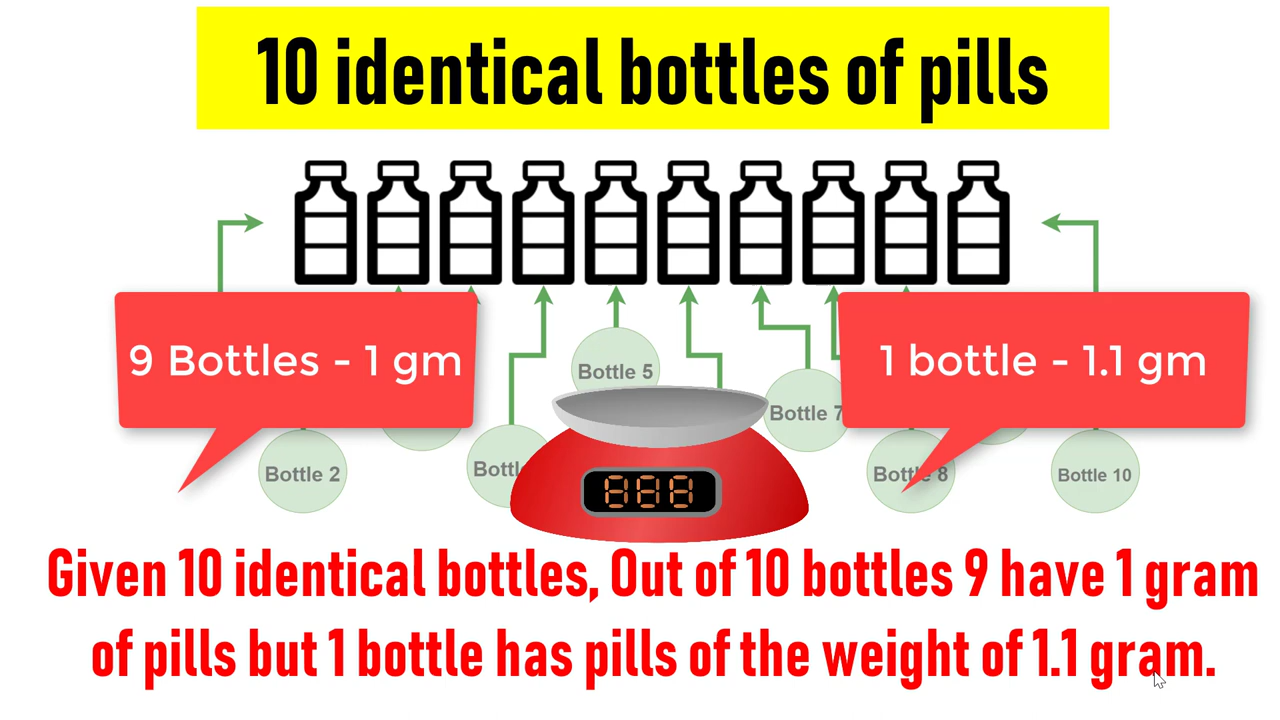 10 identical bottles of pills
9 Bottles - 1 gm
1 bottle - 1.1 gm
Bottle 5
Bottle 7
Bottle 2
Bottle 8
Bottle 10
Given 10 identical bottles, Out of 10 bottles 9 have 1 gram
of pills but 1 bottle has pills of the weight of 1.1 gram.